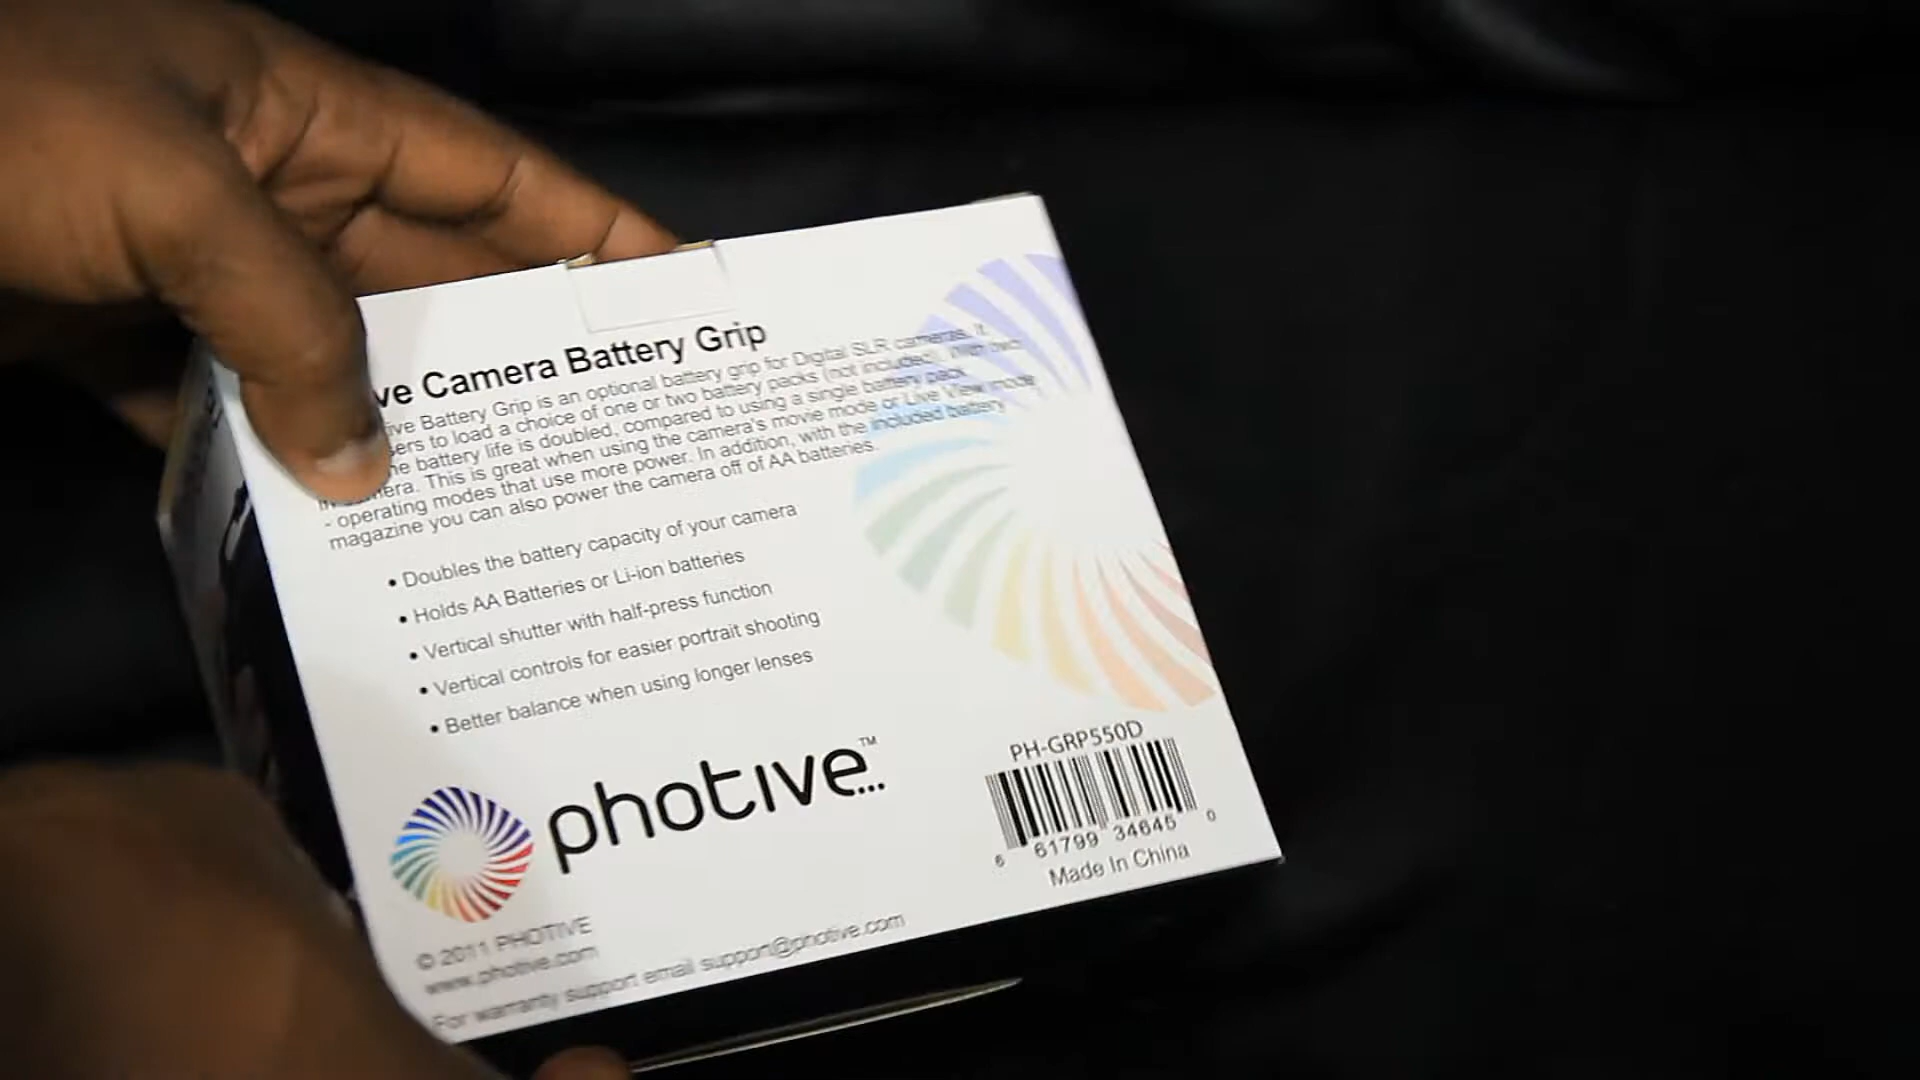 ve Camera Battery Grip
ive Battery Grip is an optional battery grip for Digital SLR cameras. It
sers to load a choice of one or two battery packs (not included). With two
he battery life is doubled, compared to using a single battery pack
era. This is great when using the camera's movie mode or Live View mode
- operating modes that use more power. In addition, with the included battery
magazine you can also power the camera off of AA batteries.
• Doubles the battery capacity of your camera
• Holds AA Batteries or Li-ion batteries
• Vertical shutter with half-press function
• Vertical controls for easier portrait shooting
• Better balance when using longer lenses
photive...™
PH-GRP550D
6 61799 34645 0
Made In China
© 2011 PHOTIVE
www.photive.com
For warranty support email support@photive.com